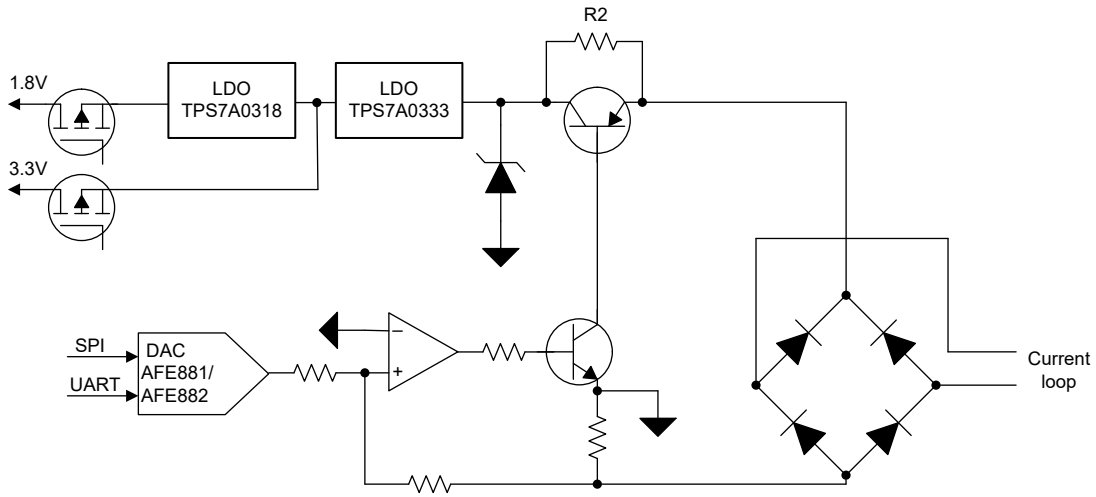 R2
1.8V
LDO
TPS7A0318
LDO
TPS7A0333
3.3V
SPI
UART
DAC
AFE881/
AFE882
−
+
Current
loop